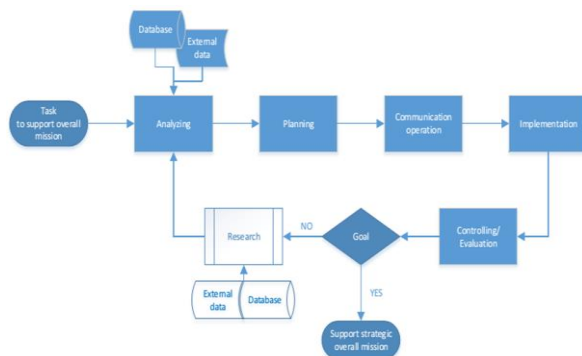 Database
External
data
Task
to support overall
mission
Analyzing
Planning
Communication
operation
Implementation
Research
NO
Goal
Controlling/
Evaluation
External
data
Database
YES
Support strategic
overall mission